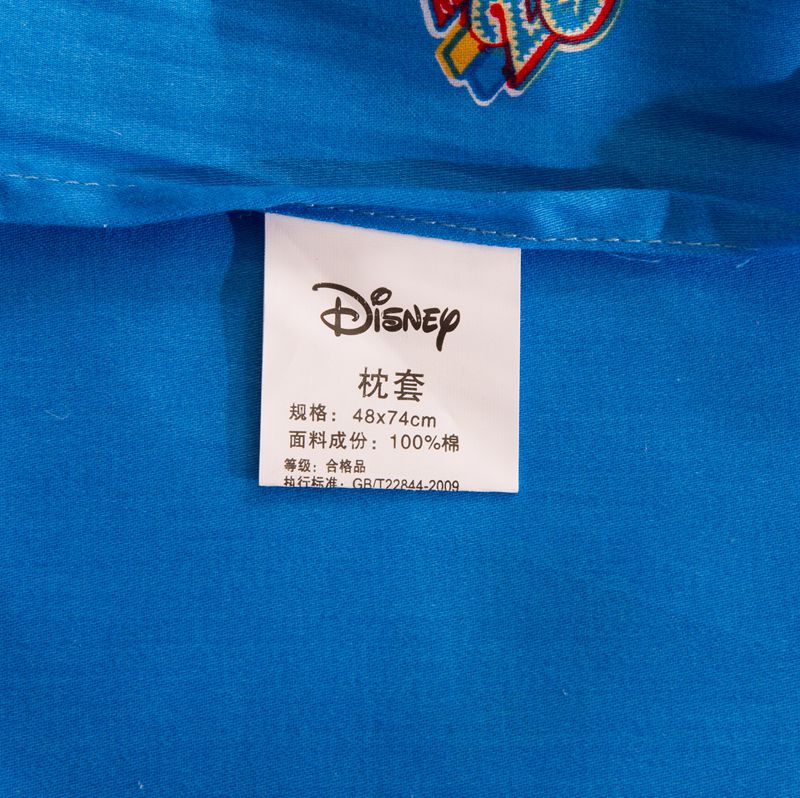 Disney
枕套
规格：48x74cm
面料成份：100%棉
等级：合格品
执行标准：GB/T22844-2009